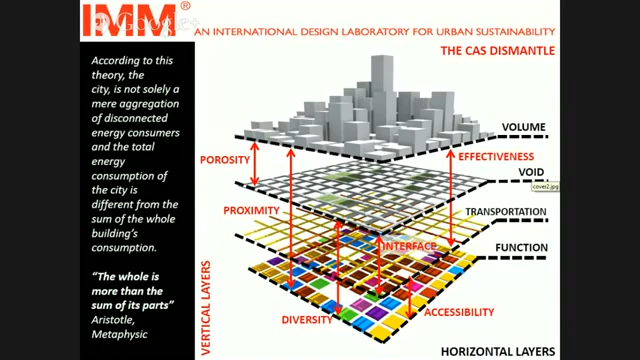 IMM®
Google+
AN INTERNATIONAL DESIGN LABORATORY FOR URBAN SUSTAINABILITY
THE CAS DISMANTLE
According to this
theory, the
city, is not solely a
mere aggregation of
disconnected
energy consumers
and the total
energy
consumption of
the city is
different from the
sum of the whole
building's
consumption.
"The whole is
more than the
sum of its parts"
Aristotle,
Metaphysic
VERTICAL LAYERS
VOLUME
POROSITY
EFFECTIVENESS
VOID
cover2.jpg
PROXIMITY
TRANSPORTATION
INTERFACE
FUNCTION
DIVERSITY
ACCESSIBILITY
HORIZONTAL LAYERS